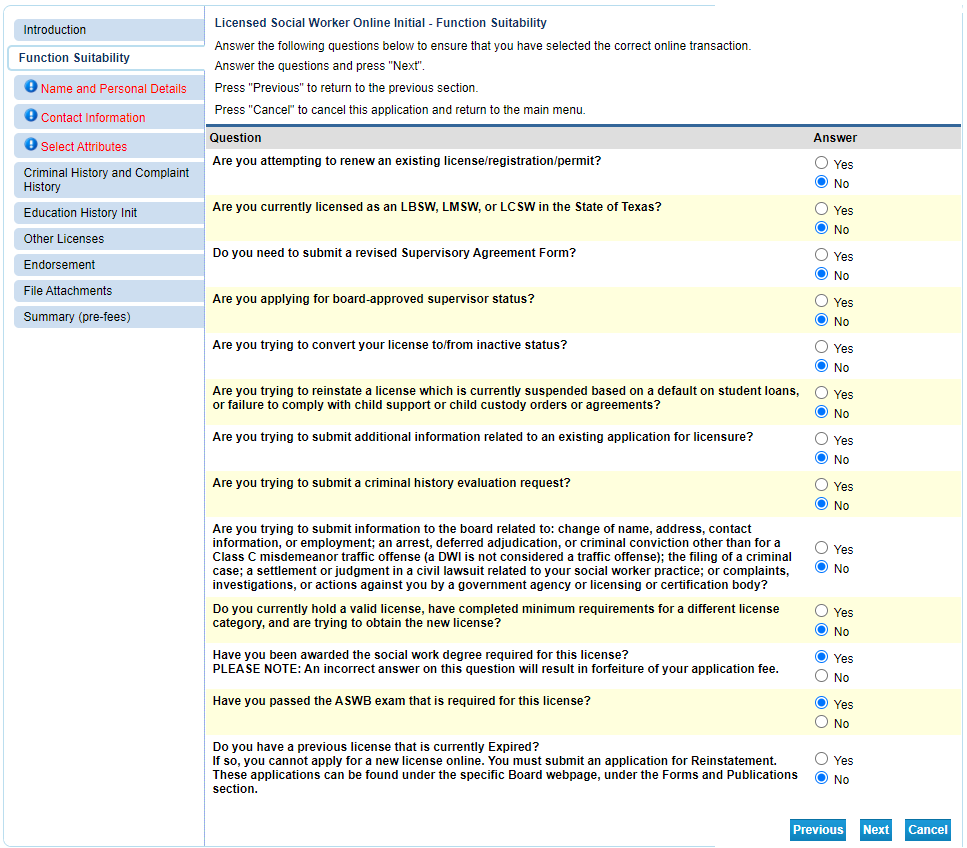 Introduction
Function Suitability
Name and Personal Details
Contact Information
Select Attributes
Criminal History and Complaint
History
Education History Init
Other Licenses
Endorsement
File Attachments
Summary (pre-fees)
Licensed Social Worker Online Initial - Function Suitability
Answer the following questions below to ensure that you have selected the correct online transaction.
Answer the questions and press "Next".
Press "Previous" to return to the previous section.
Press "Cancel" to cancel this application and return to the main menu.
Question Answer
Are you attempting to renew an existing license/registration/permit?
Yes
No
Are you currently licensed as an LBSW, LMSW, or LCSW in the State of Texas?
Yes
No
Do you need to submit a revised Supervisory Agreement Form?
Yes
No
Are you applying for board-approved supervisor status?
Yes
No
Are you trying to convert your license to/from inactive status?
Yes
No
Are you trying to reinstate a license which is currently suspended based on a default on student loans,
or failure to comply with child support or child custody orders or agreements?
Yes
No
Are you trying to submit additional information related to an existing application for licensure?
Yes
No
Are you trying to submit a criminal history evaluation request?
Yes
No
Are you trying to submit information to the board related to: change of name, address, contact
information, or employment; an arrest, deferred adjudication, or criminal conviction other than for a
Class C misdemeanor traffic offense (a DWI is not considered a traffic offense); the filing of a criminal
case; a settlement or judgment in a civil lawsuit related to your social worker practice; or complaints,
investigations, or actions against you by a government agency or licensing or certification body?
Yes
No
Do you currently hold a valid license, have completed minimum requirements for a different license
category, and are trying to obtain the new license?
Yes
No
Have you been awarded the social work degree required for this license?
PLEASE NOTE: An incorrect answer on this question will result in forfeiture of your application fee.
Yes
No
Have you passed the ASWB exam that is required for this license?
Yes
No
Do you have a previous license that is currently Expired?
If so, you cannot apply for a new license online. You must submit an application for Reinstatement.
These applications can be found under the specific Board webpage, under the Forms and Publications
section.
Yes
No
Previous Next Cancel